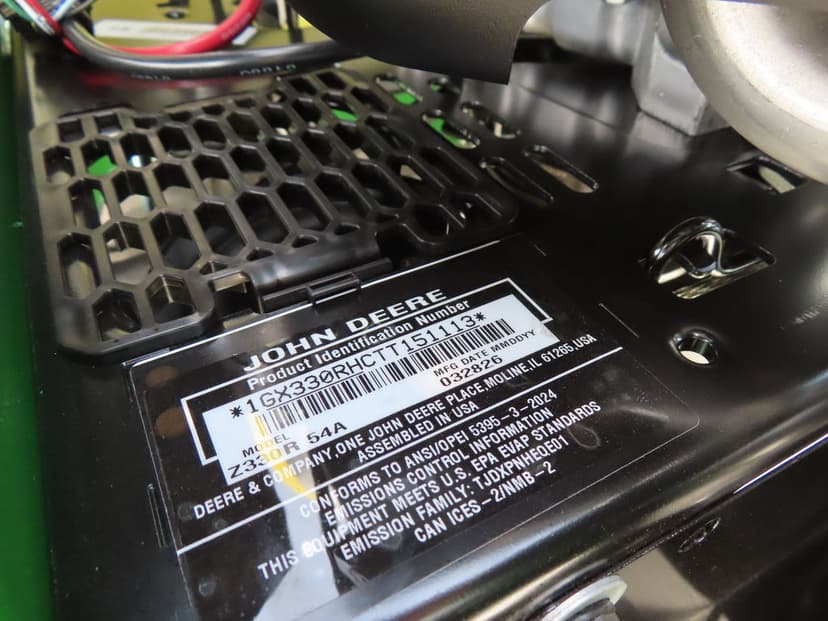 JOHN DEERE
Product Identification Number
*1GX330RHCTT151113*
MODEL
Z330R 54A
MFG DATE MMDDYY
032826
DEERE & COMPANY,ONE JOHN DEERE PLACE,MOLINE,IL 61265,USA
ASSEMBLED IN USA
CONFORMS TO ANSI/OPEI 5395-3-2024
EMISSIONS CONTROL INFORMATION
THIS EQUIPMENT MEETS U.S. EPA EVAP STANDARDS
EMISSION FAMILY: TJDXPNHEQE01
CAN ICES-2/NMB-2